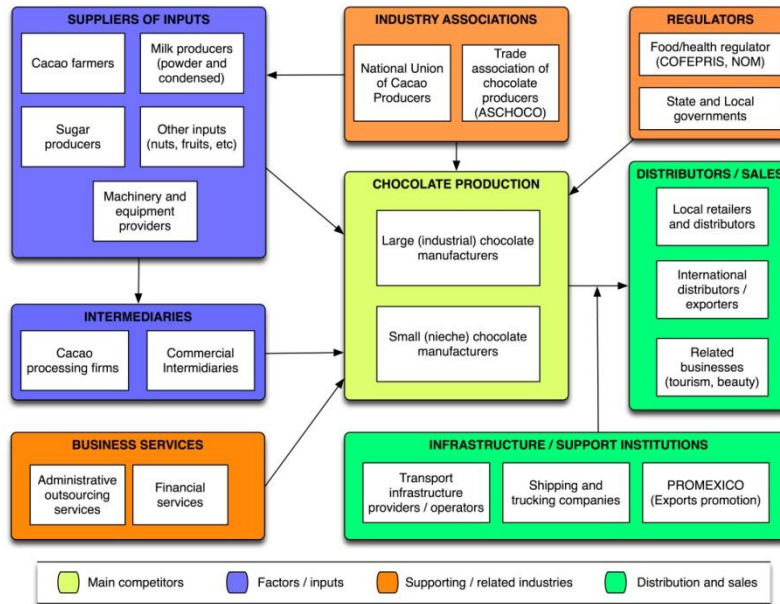 SUPPLIERS OF INPUTS
Cacao farmers
Milk producers
(powder and
condensed)
Sugar
producers
Other inputs
(nuts, fruits, etc)
Machinery and
equipment
providers
INDUSTRY ASSOCIATIONS
National Union
of Cacao
Producers
Trade
association of
chocolate
producers
(ASCHOCO)
REGULATORS
Food/health regulator
(COFEPRIS, NOM)
State and Local
governments
CHOCOLATE PRODUCTION
Large (industrial) chocolate
manufacturers
Small (nieche) chocolate
manufacturers
DISTRIBUTORS / SALES
Local retailers
and distributors
International
distributors /
exporters
Related
businesses
(tourism, beauty)
INTERMEDIARIES
Cacao
processing firms
Commercial
Intermidiaries
BUSINESS SERVICES
Administrative
outsourcing
services
Financial
services
INFRASTRUCTURE / SUPPORT INSTITUTIONS
Transport
infrastructure
providers / operators
Shipping and
trucking companies
PROMEXICO
(Exports promotion)
Main competitors
Factors / inputs
Supporting / related industries
Distribution and sales